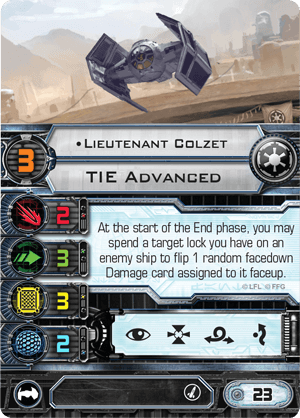 •Lieutenant Colzet
TIE Advanced
3
2
At the start of the End phase, you may
spend a target lock you have on an
enemy ship to flip 1 random facedown
Damage card assigned to it faceup.
3
3
2
© LFL © FFG
23